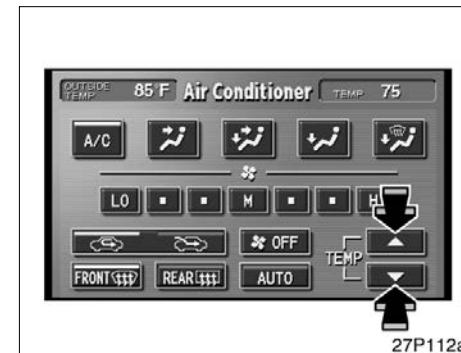 OUTSIDE TEMP 85 F Air Conditioner TEMP 75
A/C
LO M H
OFF
TEMP
FRONT REAR AUTO
27P112a